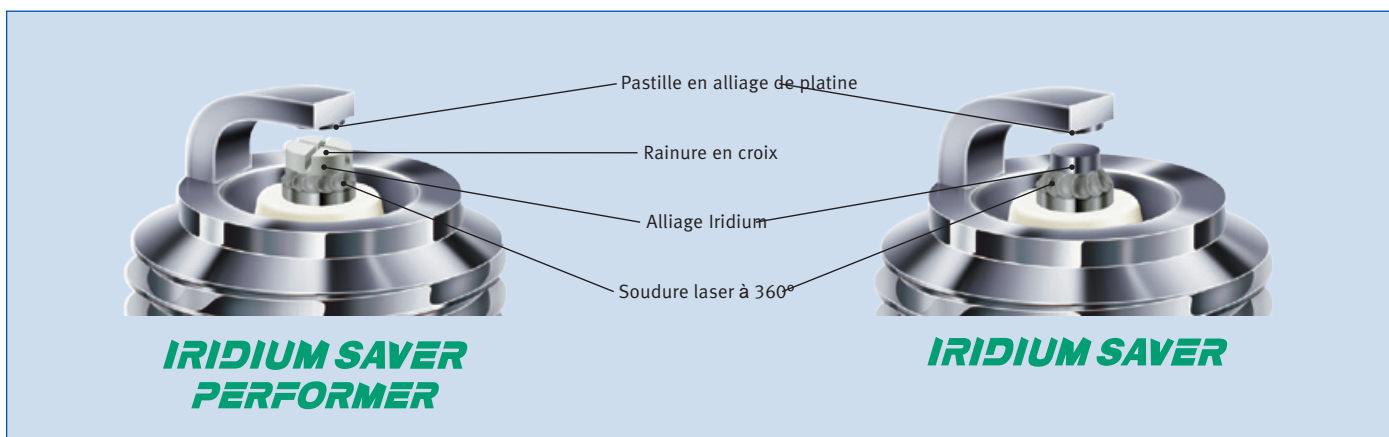 Pastille en alliage de platine
Rainure en croix
Alliage Iridium
Soudure laser à 360°
IRIDIUM SAVER
PERFORMER
IRIDIUM SAVER